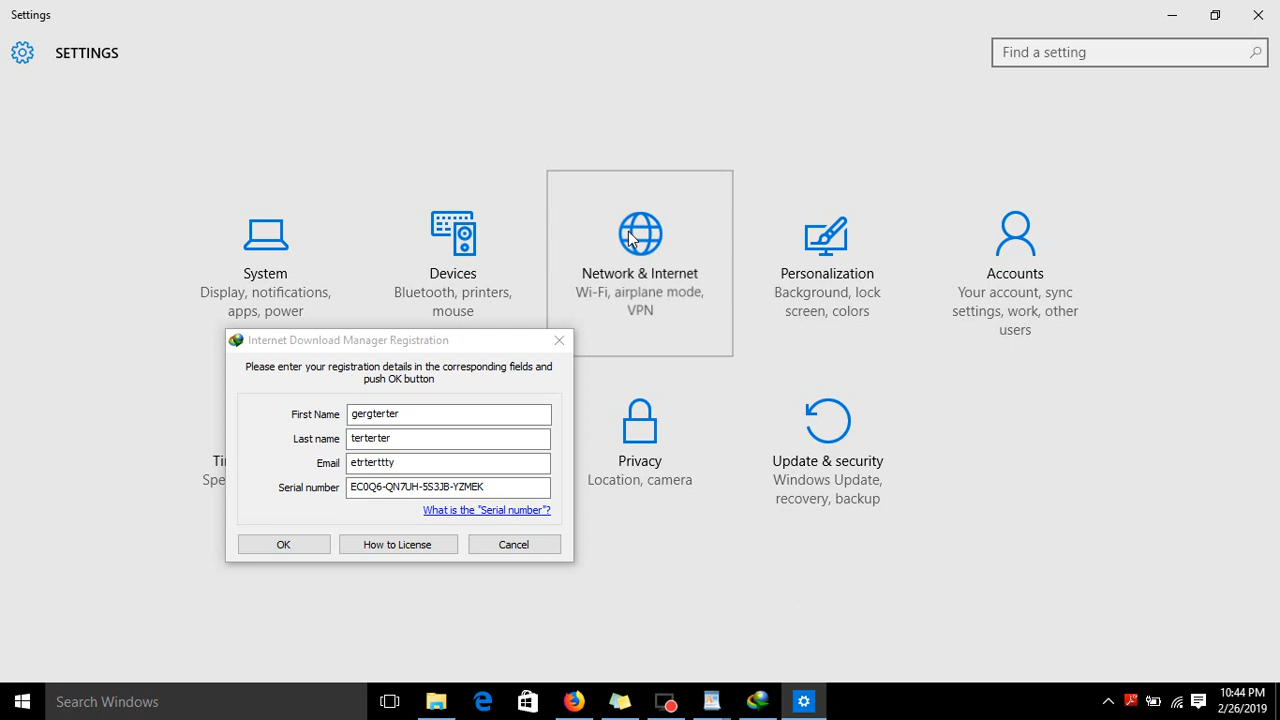 Settings
SETTINGS
Find a setting
System
Display, notifications,
apps, power
Devices
Bluetooth, printers,
mouse
Network & Internet
Wi-Fi, airplane mode,
VPN
Personalization
Background, lock
screen, colors
Accounts
Your account, sync
settings, work, other
users
Internet Download Manager Registration
Please enter your registration details in the corresponding fields and
push OK button
First Name gergterter
Last name terterter
Email etrterttty
Serial number EC0Q6-QN7UH-5S3JB-YZMEK
What is the "Serial number"?
OK How to License Cancel
Privacy
Location, camera
Update & security
Windows Update,
recovery, backup
Search Windows
10:44 PM
2/26/2019